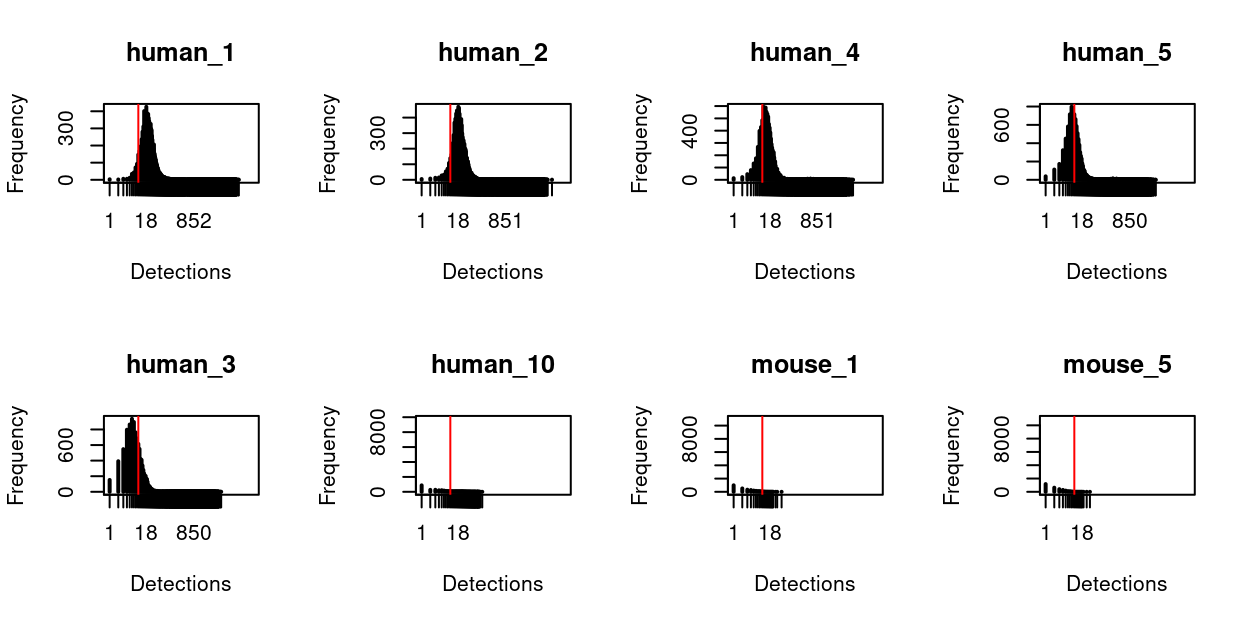 human_1
Frequency
300
0
1 18 852
Detections
human_2
Frequency
300
0
1 18 851
Detections
human_4
Frequency
400
0
1 18 851
Detections
human_5
Frequency
600
0
1 18 850
Detections
human_3
Frequency
600
0
1 18 850
Detections
human_10
Frequency
8000
0
1 18
Detections
mouse_1
Frequency
8000
0
1 18
Detections
mouse_5
Frequency
8000
0
1 18
Detections